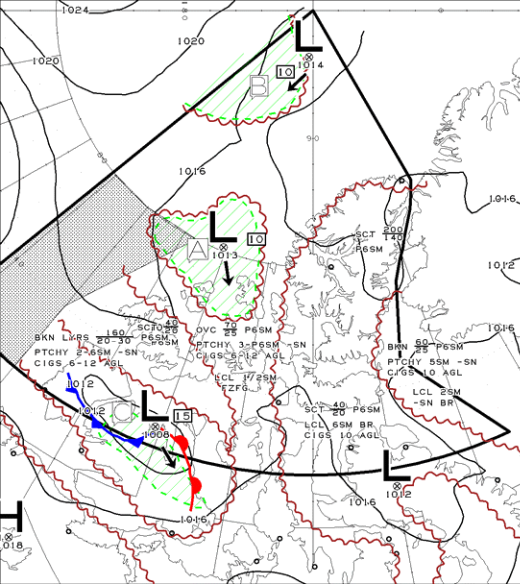 1024
1020
1020
L
1014
10
B
9-0
1016
1016
L
10
A
1013
SCT 200
140
P6SM
1012
1016
SCT 40
20 P6SM
P6SM
BKN LYRS 160
20-30
PTCHY 2-6SM -SN
CIGS 6-12 AGL
OVC 70
25 P6SM
PTCHY 3-P6SM -SN
CIGS 6-12 AGL
LCL 1/2SM
FZFG
BKN 60
25 P6SM
PTCHY 5SM -SN
CIGS 10 AGL
LCL 2SM
-SN BR
1012
1012
L
C
15
1008
SCT 40
20 P6SM
LCL 6SM BR
CIGS 10 AGL
L
1012
1016
1016
H
1018